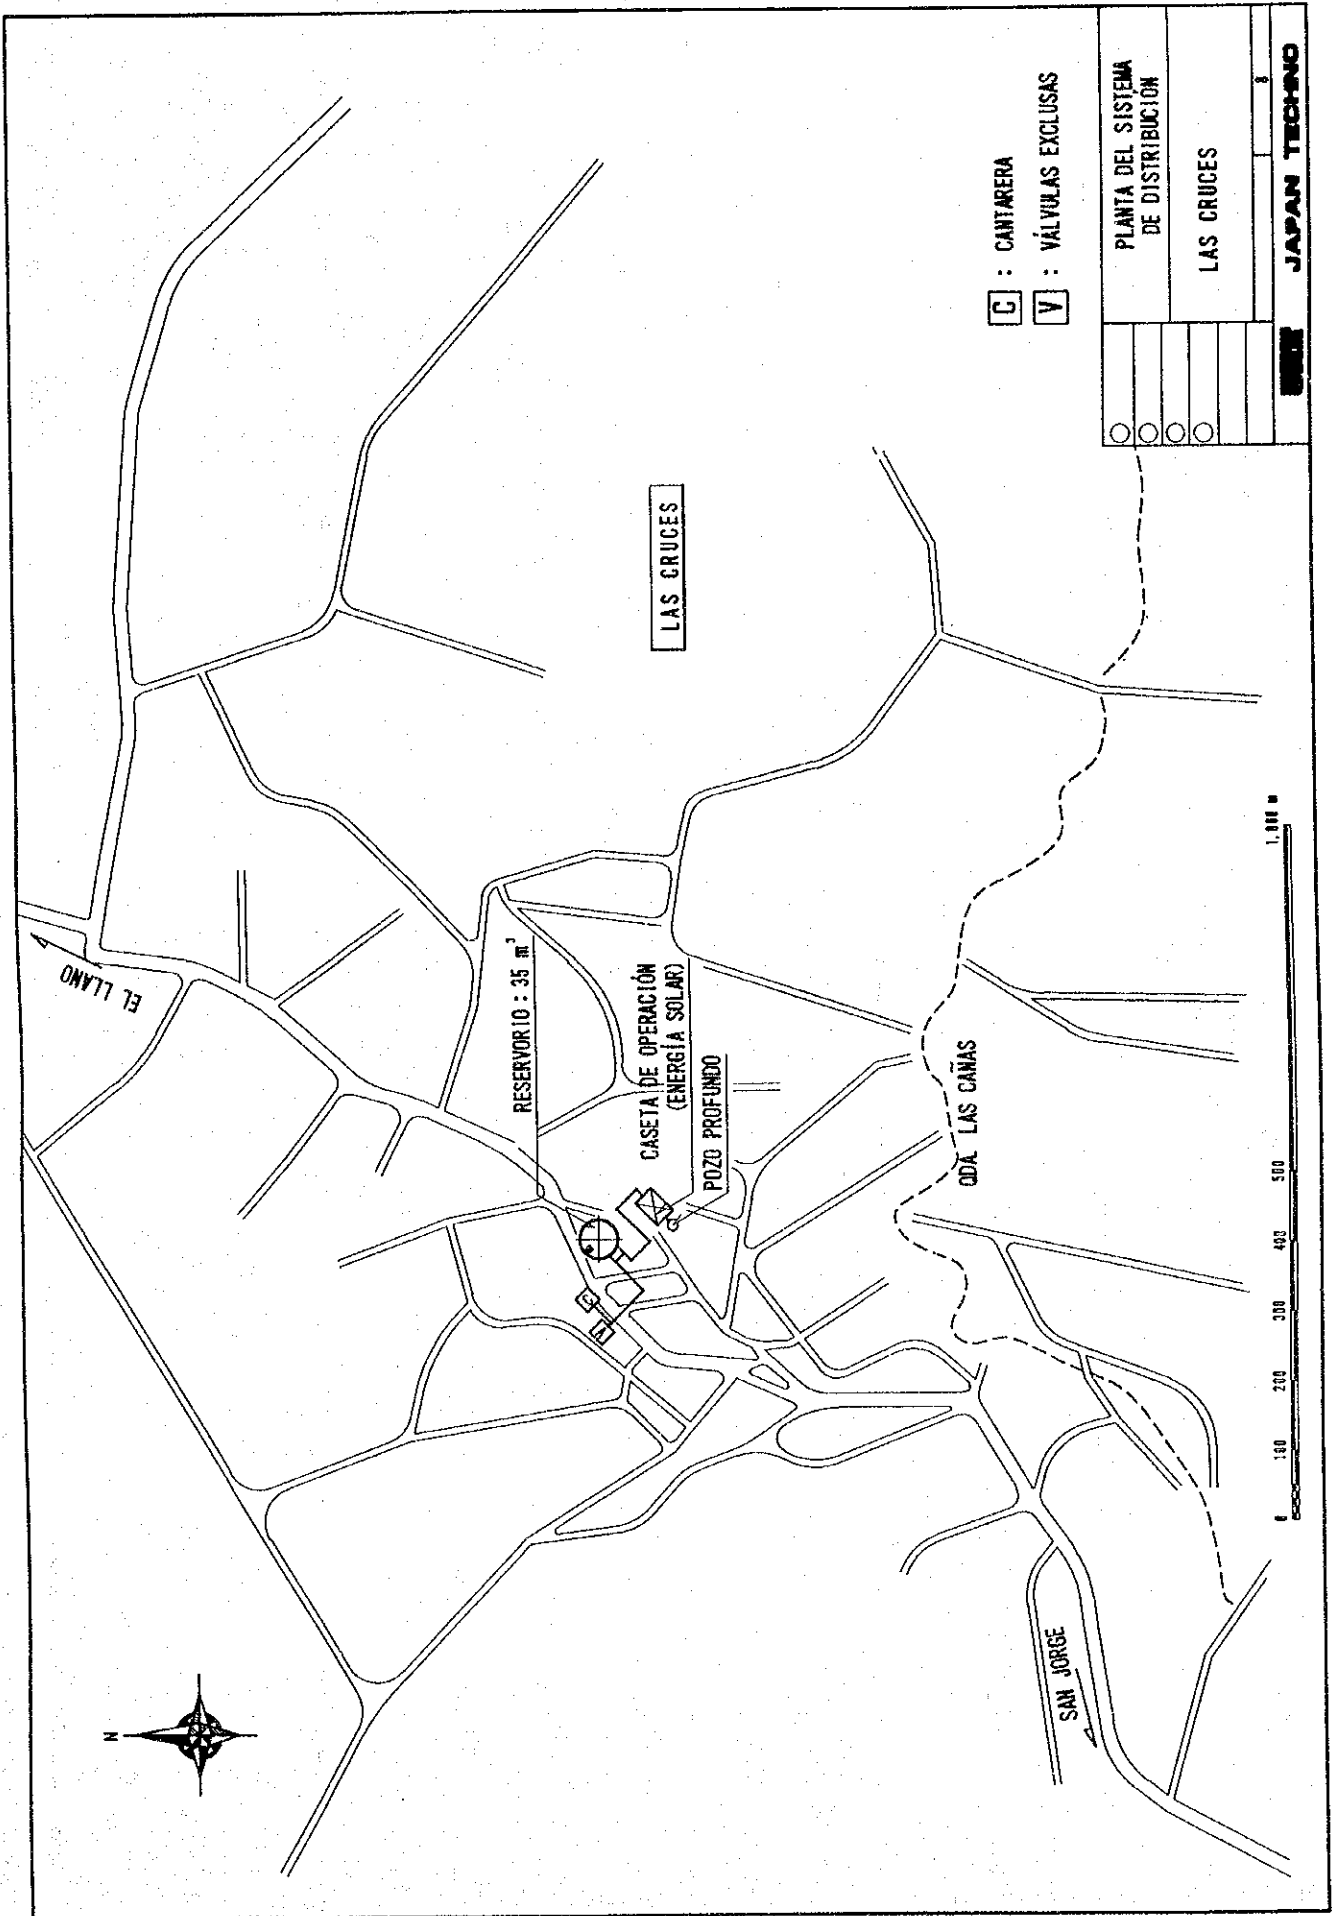 N
EL LLANO
RESERVORIO : 35 m³
CASETA DE OPERACIÓN
(ENERGÍA SOLAR)
POZO PROFUNDO
C
V
LAS CRUCES
QDA. LAS CAÑAS
SAN JORGE
C : CANTARERA
V : VÁLVULAS EXCLUSAS
0 100 200 300 400 500 1.000 m
PLANTA DEL SISTEMA
DE DISTRIBUCIÓN
LAS CRUCES
8
JAPAN TECHNO